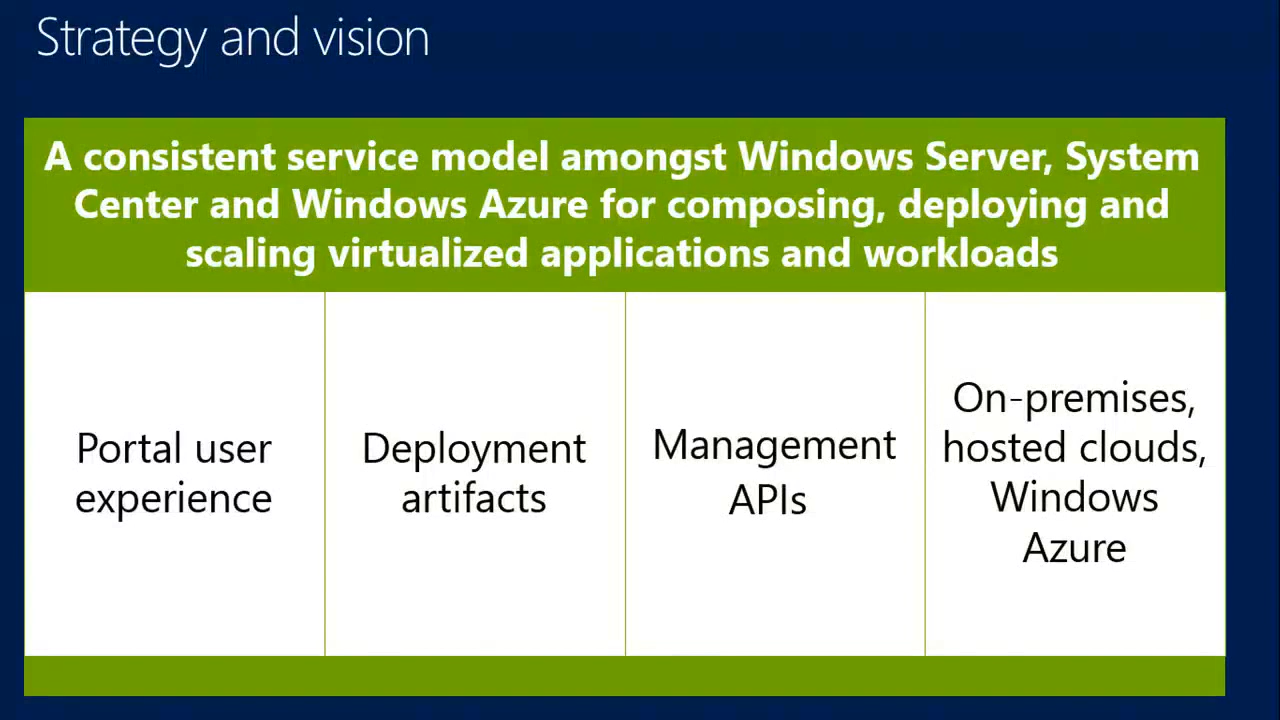 Strategy and vision
A consistent service model amongst Windows Server, System
Center and Windows Azure for composing, deploying and
scaling virtualized applications and workloads
Portal user
experience
Deployment
artifacts
Management
APIs
On-premises,
hosted clouds,
Windows
Azure